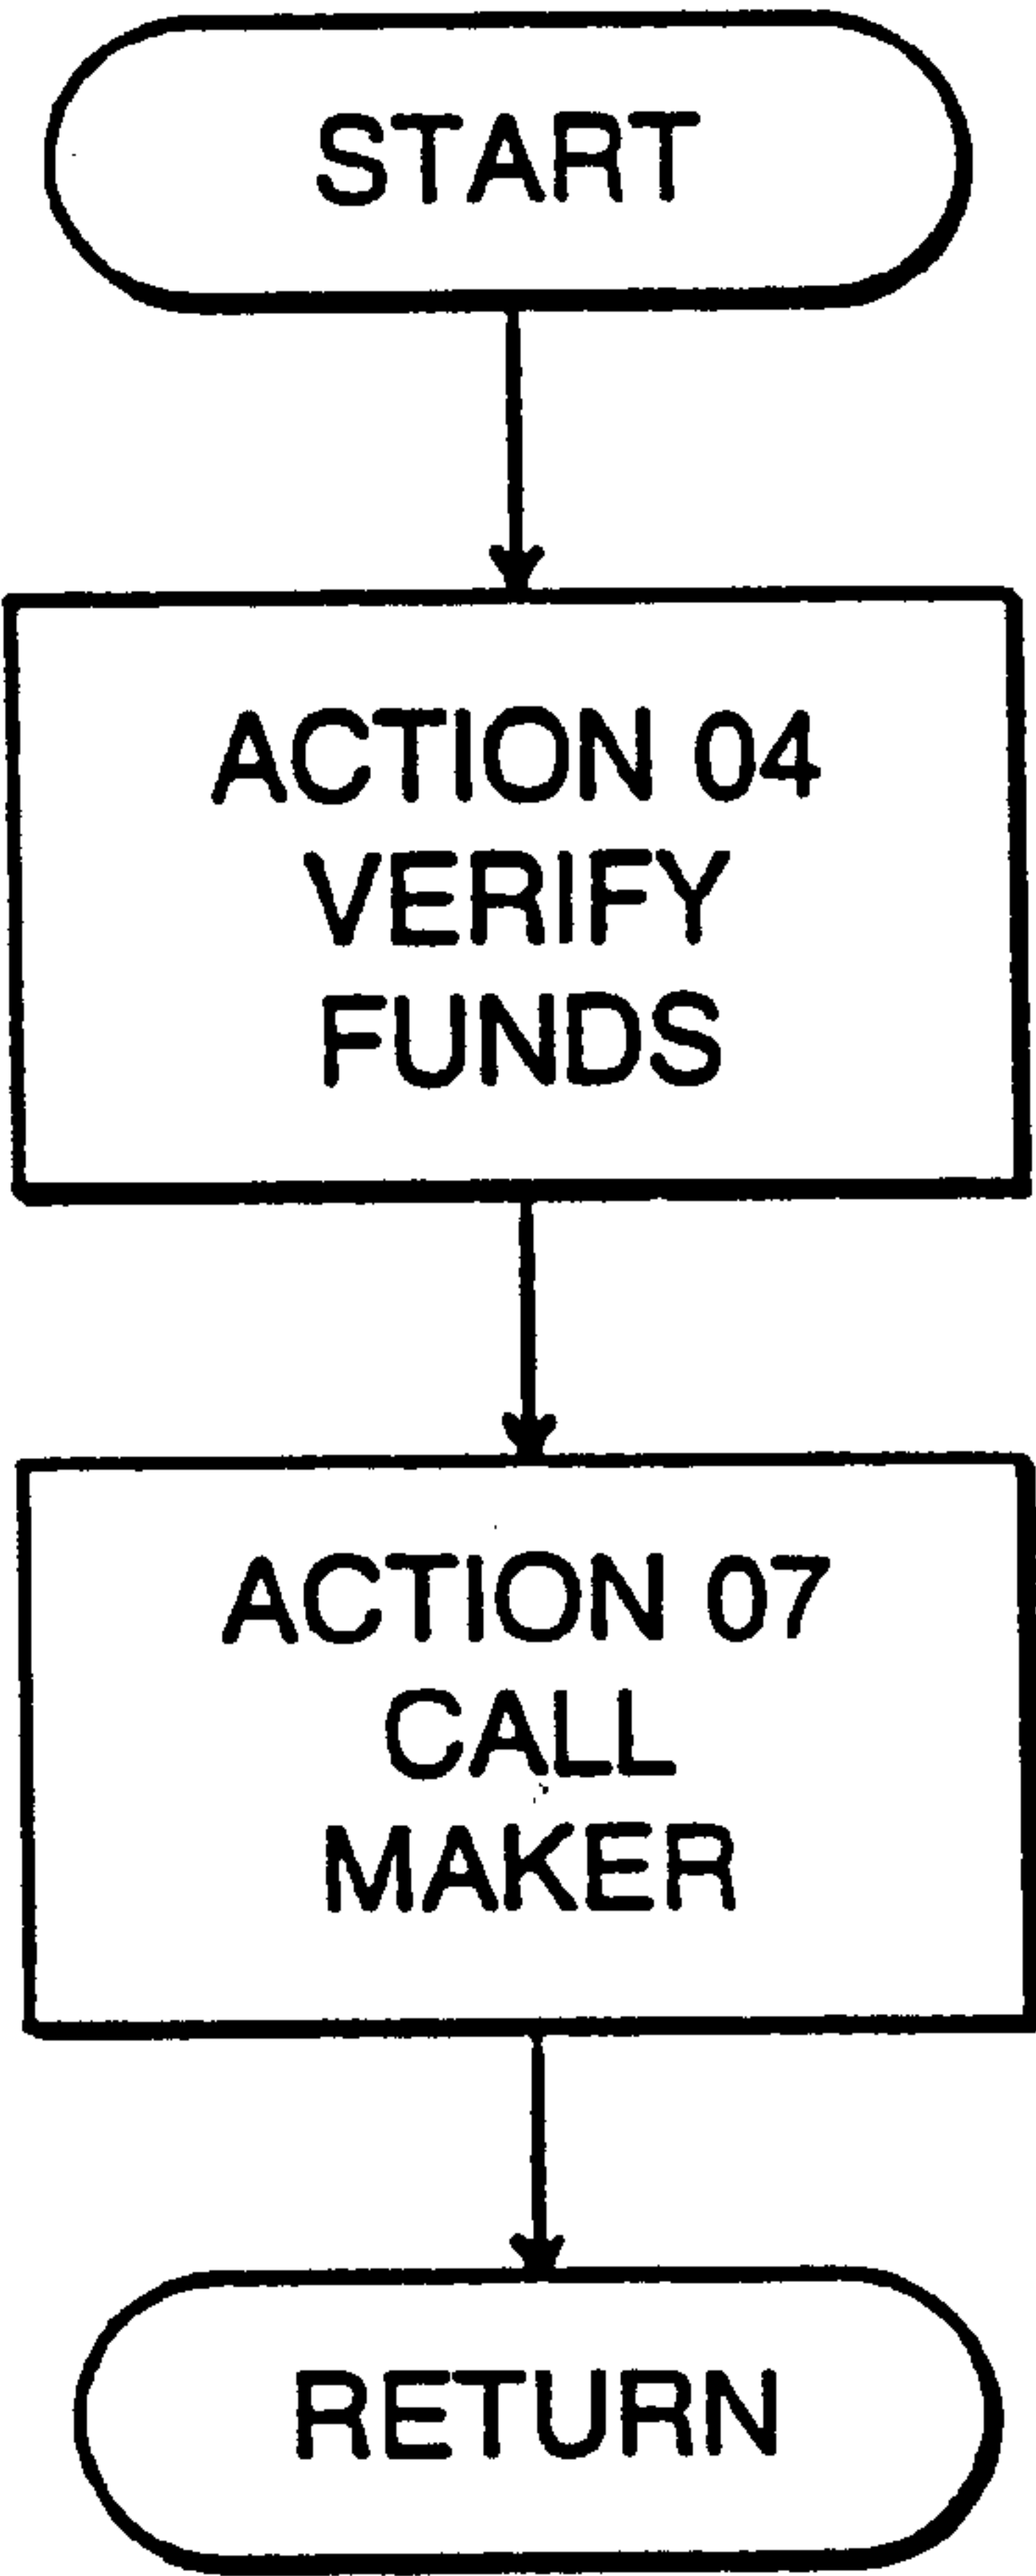 START
ACTION 04
VERIFY
FUNDS
ACTION 07
CALL
MAKER
RETURN